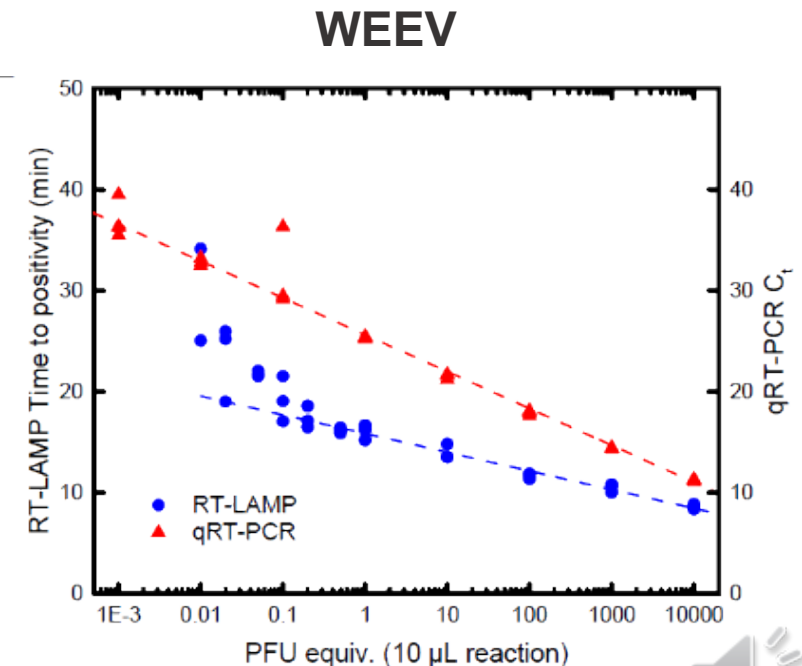 WEEV
RT-LAMP Time to positivity (min)
50
40
30
20
10
0
RT-LAMP
qRT-PCR
40
30
20
10
0
qRT-PCR Ct
1E-3 0.01 0.1 1 10 100 1000 10000
PFU equiv. (10 µL reaction)